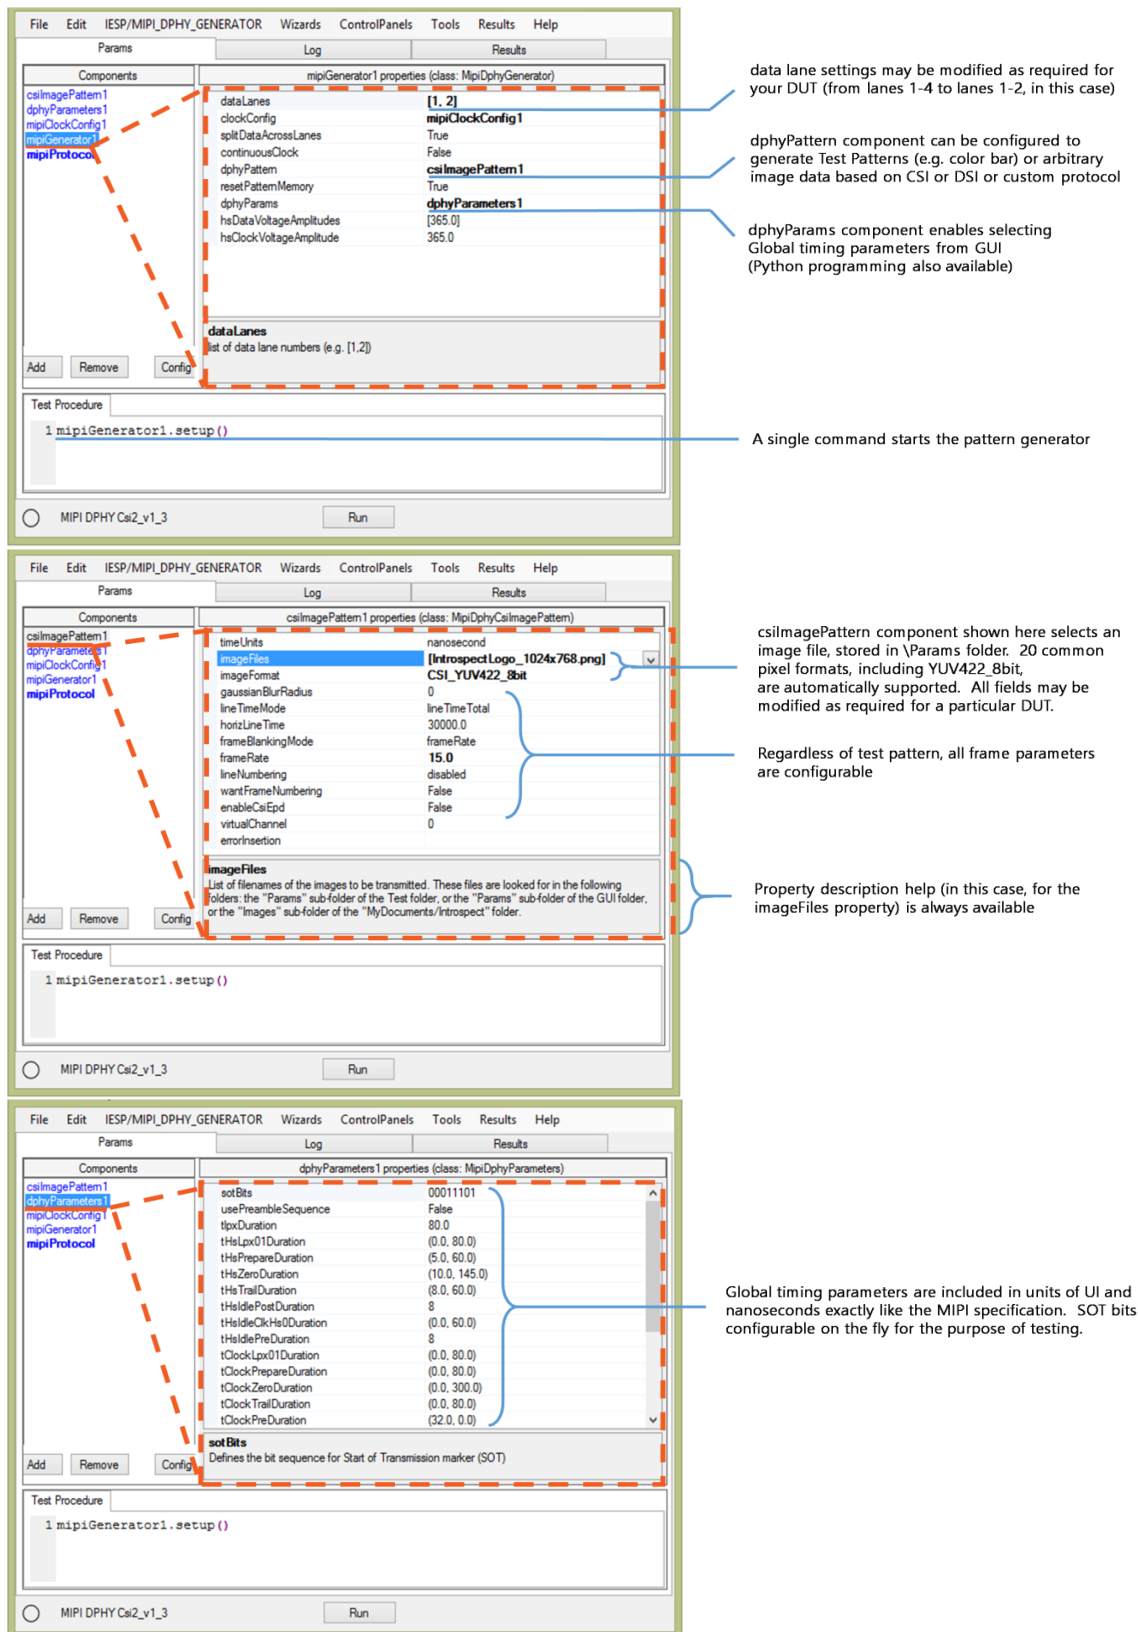 File Edit IESP/MIPI_DPHY_GENERATOR Wizards ControlPanels Tools Results Help
Params Log Results
Components mipiGenerator1 properties (class: MipiDphyGenerator)
csiImagePattern1
dphyParameters1
mipiClockConfig1
mipiGenerator1
mipiProtocol
dataLanes [1, 2]
clockConfig mipiClockConfig1
splitDataAcrossLanes True
continuousClock False
dphyPattern csiImagePattern1
resetPatternMemory True
dphyParams dphyParameters1
hsDataVoltageAmplitudes [365.0]
hsClockVoltageAmplitude 365.0
dataLanes
list of data lane numbers (e.g. [1,2])
Add Remove Config
Test Procedure
1 mipiGenerator1.setup()
MIPI DPHY Csi2_v1_3 Run
data lane settings may be modified as required for
your DUT (from lanes 1-4 to lanes 1-2, in this case)
dphyPattern component can be configured to
generate Test Patterns (e.g. color bar) or arbitrary
image data based on CSI or DSI or custom protocol
dphyParams component enables selecting
Global timing parameters from GUI
(Python programming also available)
A single command starts the pattern generator
File Edit IESP/MIPI_DPHY_GENERATOR Wizards ControlPanels Tools Results Help
Params Log Results
Components csiImagePattern1 properties (class: MipiDphyCsiImagePattern)
csiImagePattern1
dphyParameters1
mipiClockConfig1
mipiGenerator1
mipiProtocol
timeUnits nanosecond
imageFiles [IntrospectLogo_1024x768.png]
imageFormat CSI_YUV422_8bit
gaussianBlurRadius 0
lineTimeMode lineTimeTotal
horizLineTime 30000.0
frameBlankingMode frameRate
frameRate 15.0
lineNumbering disabled
wantFrameNumbering False
enableCsiEpd False
virtualChannel 0
errorInsertion
imageFiles
List of filenames of the images to be transmitted. These files are looked for in the following
folders: the "Params" sub-folder of the Test folder, or the "Params" sub-folder of the GUI folder,
or the "Images" sub-folder of the "MyDocuments/Introspect" folder.
Add Remove Config
Test Procedure
1 mipiGenerator1.setup()
MIPI DPHY Csi2_v1_3 Run
csiImagePattern component shown here selects an
image file, stored in \Params folder. 20 common
pixel formats, including YUV422_8bit,
are automatically supported. All fields may be
modified as required for a particular DUT.
Regardless of test pattern, all frame parameters
are configurable
Property description help (in this case, for the
imageFiles property) is always available
File Edit IESP/MIPI_DPHY_GENERATOR Wizards ControlPanels Tools Results Help
Params Log Results
Components dphyParameters1 properties (class: MipiDphyParameters)
csiImagePattern1
dphyParameters1
mipiClockConfig1
mipiGenerator1
mipiProtocol
sotBits 00011101
usePreambleSequence False
tlpxDuration 80.0
tHsLpx01Duration (0.0, 80.0)
tHsPrepareDuration (5.0, 60.0)
tHsZeroDuration (10.0, 145.0)
tHsTrailDuration (8.0, 60.0)
tHsIdlePostDuration 8
tHsIdleClkHs0Duration (0.0, 60.0)
tHsIdlePreDuration 8
tClockLpx01Duration (0.0, 80.0)
tClockPrepareDuration (0.0, 80.0)
tClockZeroDuration (0.0, 300.0)
tClockTrailDuration (0.0, 80.0)
tClockPreDuration (32.0, 0.0)
sotBits
Defines the bit sequence for Start of Transmission marker (SOT)
Add Remove Config
Test Procedure
1 mipiGenerator1.setup()
MIPI DPHY Csi2_v1_3 Run
Global timing parameters are included in units of UI and
nanoseconds exactly like the MIPI specification. SOT bits
configurable on the fly for the purpose of testing.